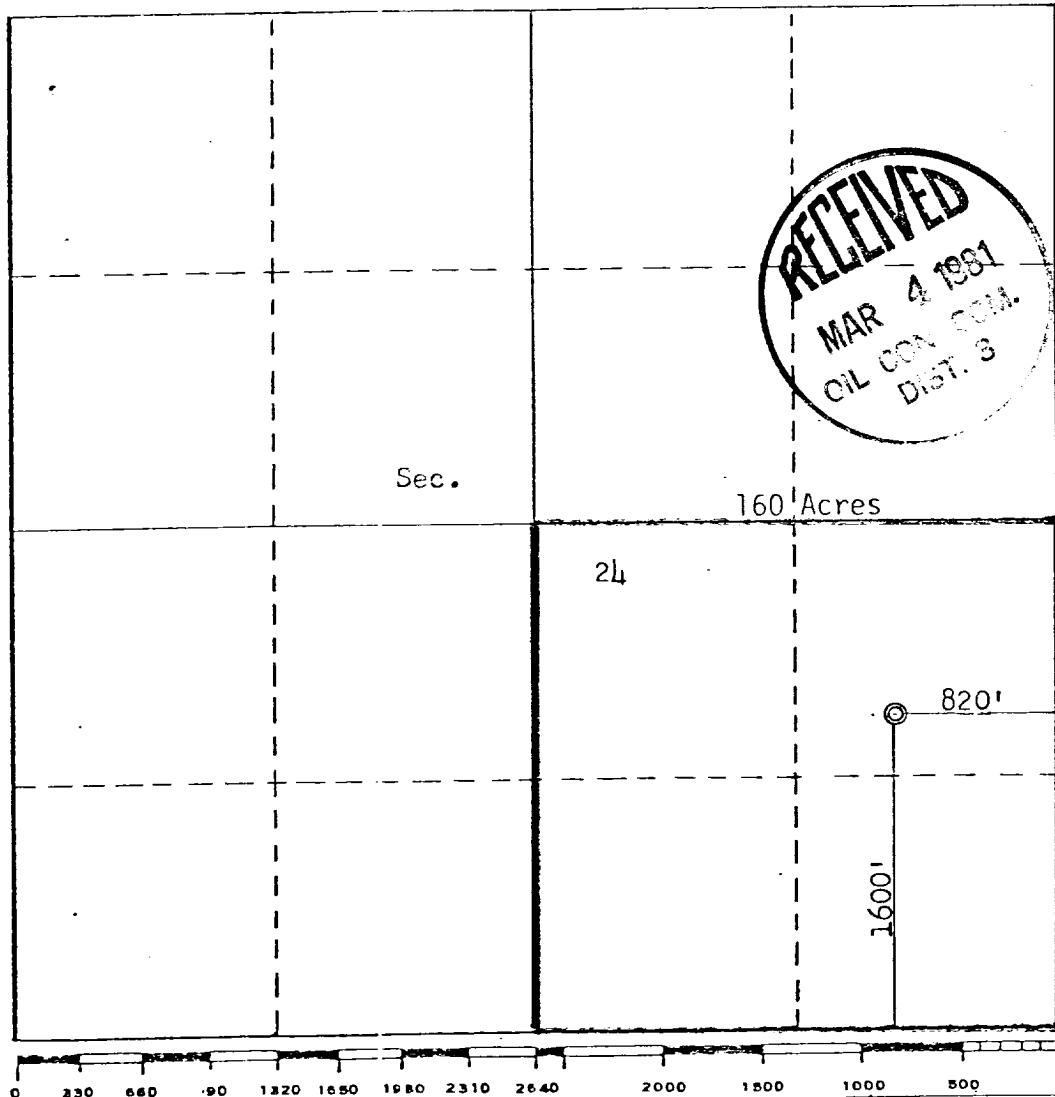 RECEIVED
MAR 4 1981
OIL CON. COM.
DIST. 3
Sec.
160 Acres
24
820'
1600'
0 330 660 90 1320 1650 1980 2310 2640 2000 1500 1000 500